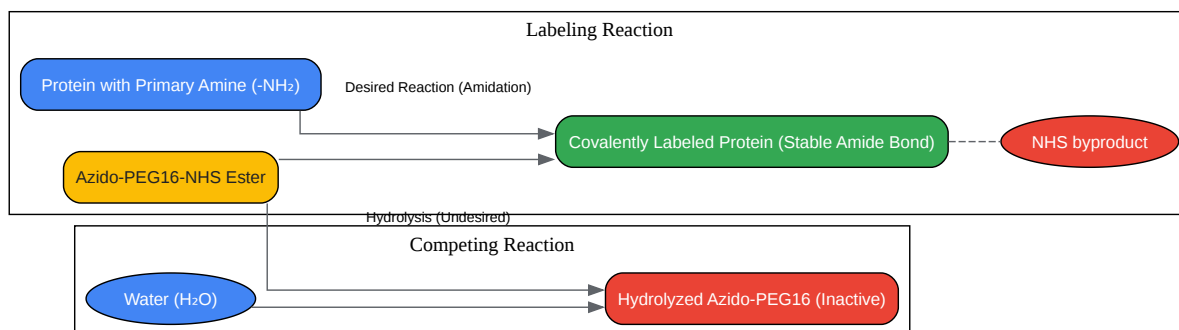 Labeling Reaction
Protein with Primary Amine (-NH₂)
Desired Reaction (Amidation)
Covalently Labeled Protein (Stable Amide Bond)
NHS byproduct
Azido-PEG16-NHS Ester
Hydrolysis (Undesired)
Competing Reaction
Water (H₂O)
Hydrolyzed Azido-PEG16 (Inactive)